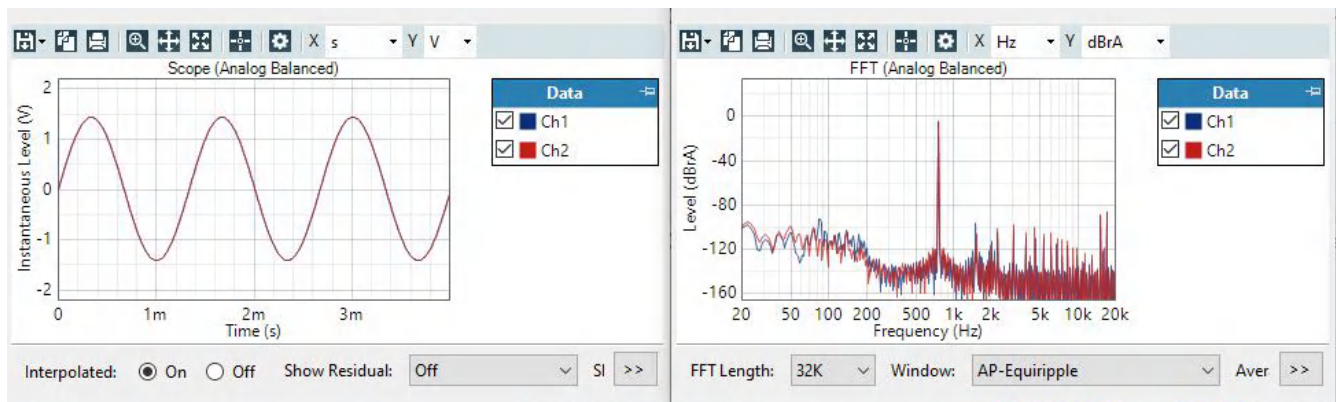 X s Y V
Scope (Analog Balanced)
Instantaneous Level (V)
2
1
0
-1
-2
0 1m 2m 3m
Time (s)
Data
Ch1
Ch2
Interpolated: On Off Show Residual: Off SI >>
X Hz Y dBrA
FFT (Analog Balanced)
Level (dBrA)
0
-40
-80
-120
-160
20 50 100 200 500 1k 2k 5k 10k 20k
Frequency (Hz)
Data
Ch1
Ch2
FFT Length: 32K Window: AP-Equiripple Aver >>